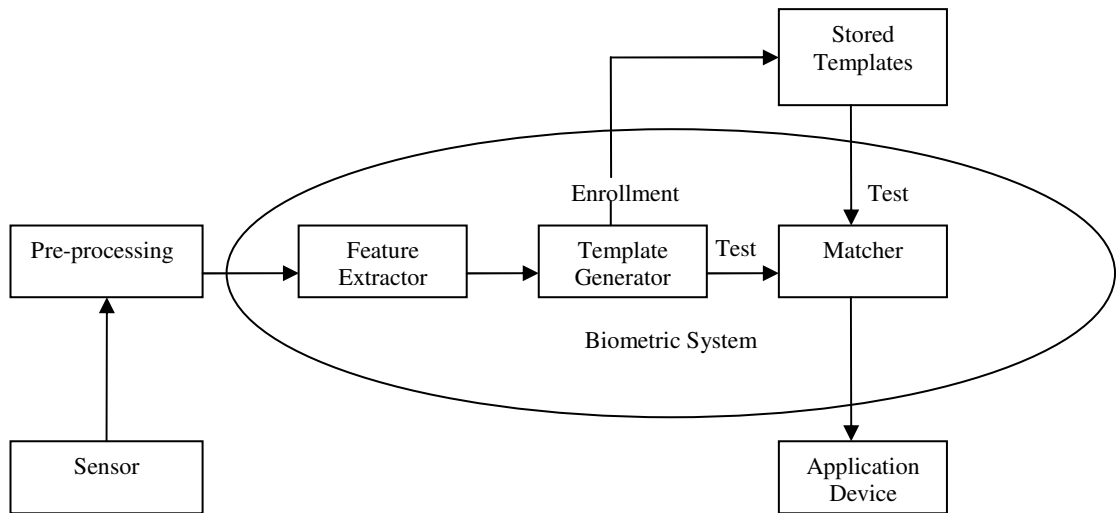 Stored
Templates
Enrollment
Test
Pre-processing
Feature
Extractor
Template
Generator
Test
Matcher
Biometric System
Sensor
Application
Device